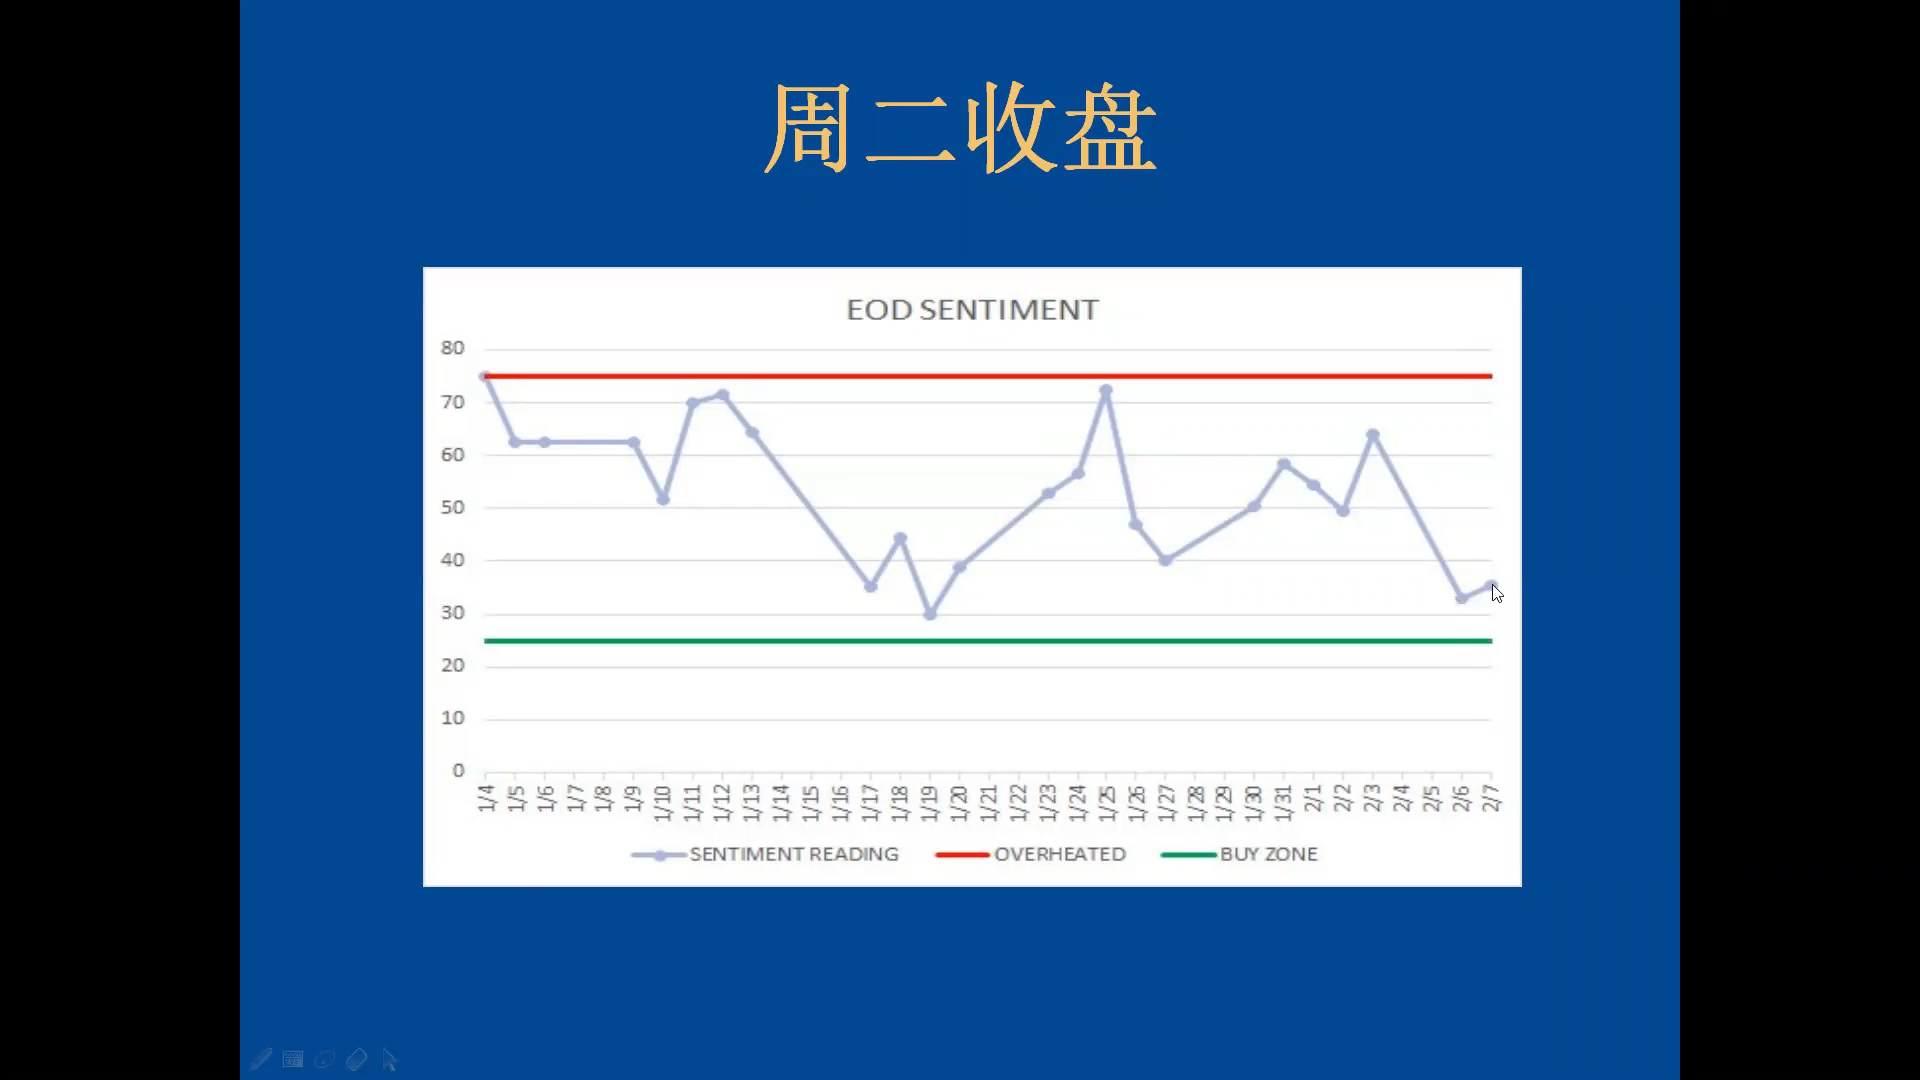 周二收盘
EOD SENTIMENT
80
70
60
50
40
30
20
10
0
1/4 1/5 1/6 1/7 1/8 1/9 1/10 1/11 1/12 1/13 1/14 1/15 1/16 1/17 1/18 1/19 1/20 1/21 1/22 1/23 1/24 1/25 1/26 1/27 1/28 1/29 1/30 1/31 2/1 2/2 2/3 2/4 2/5 2/6 2/7
SENTIMENT READING OVERHEATED BUY ZONE